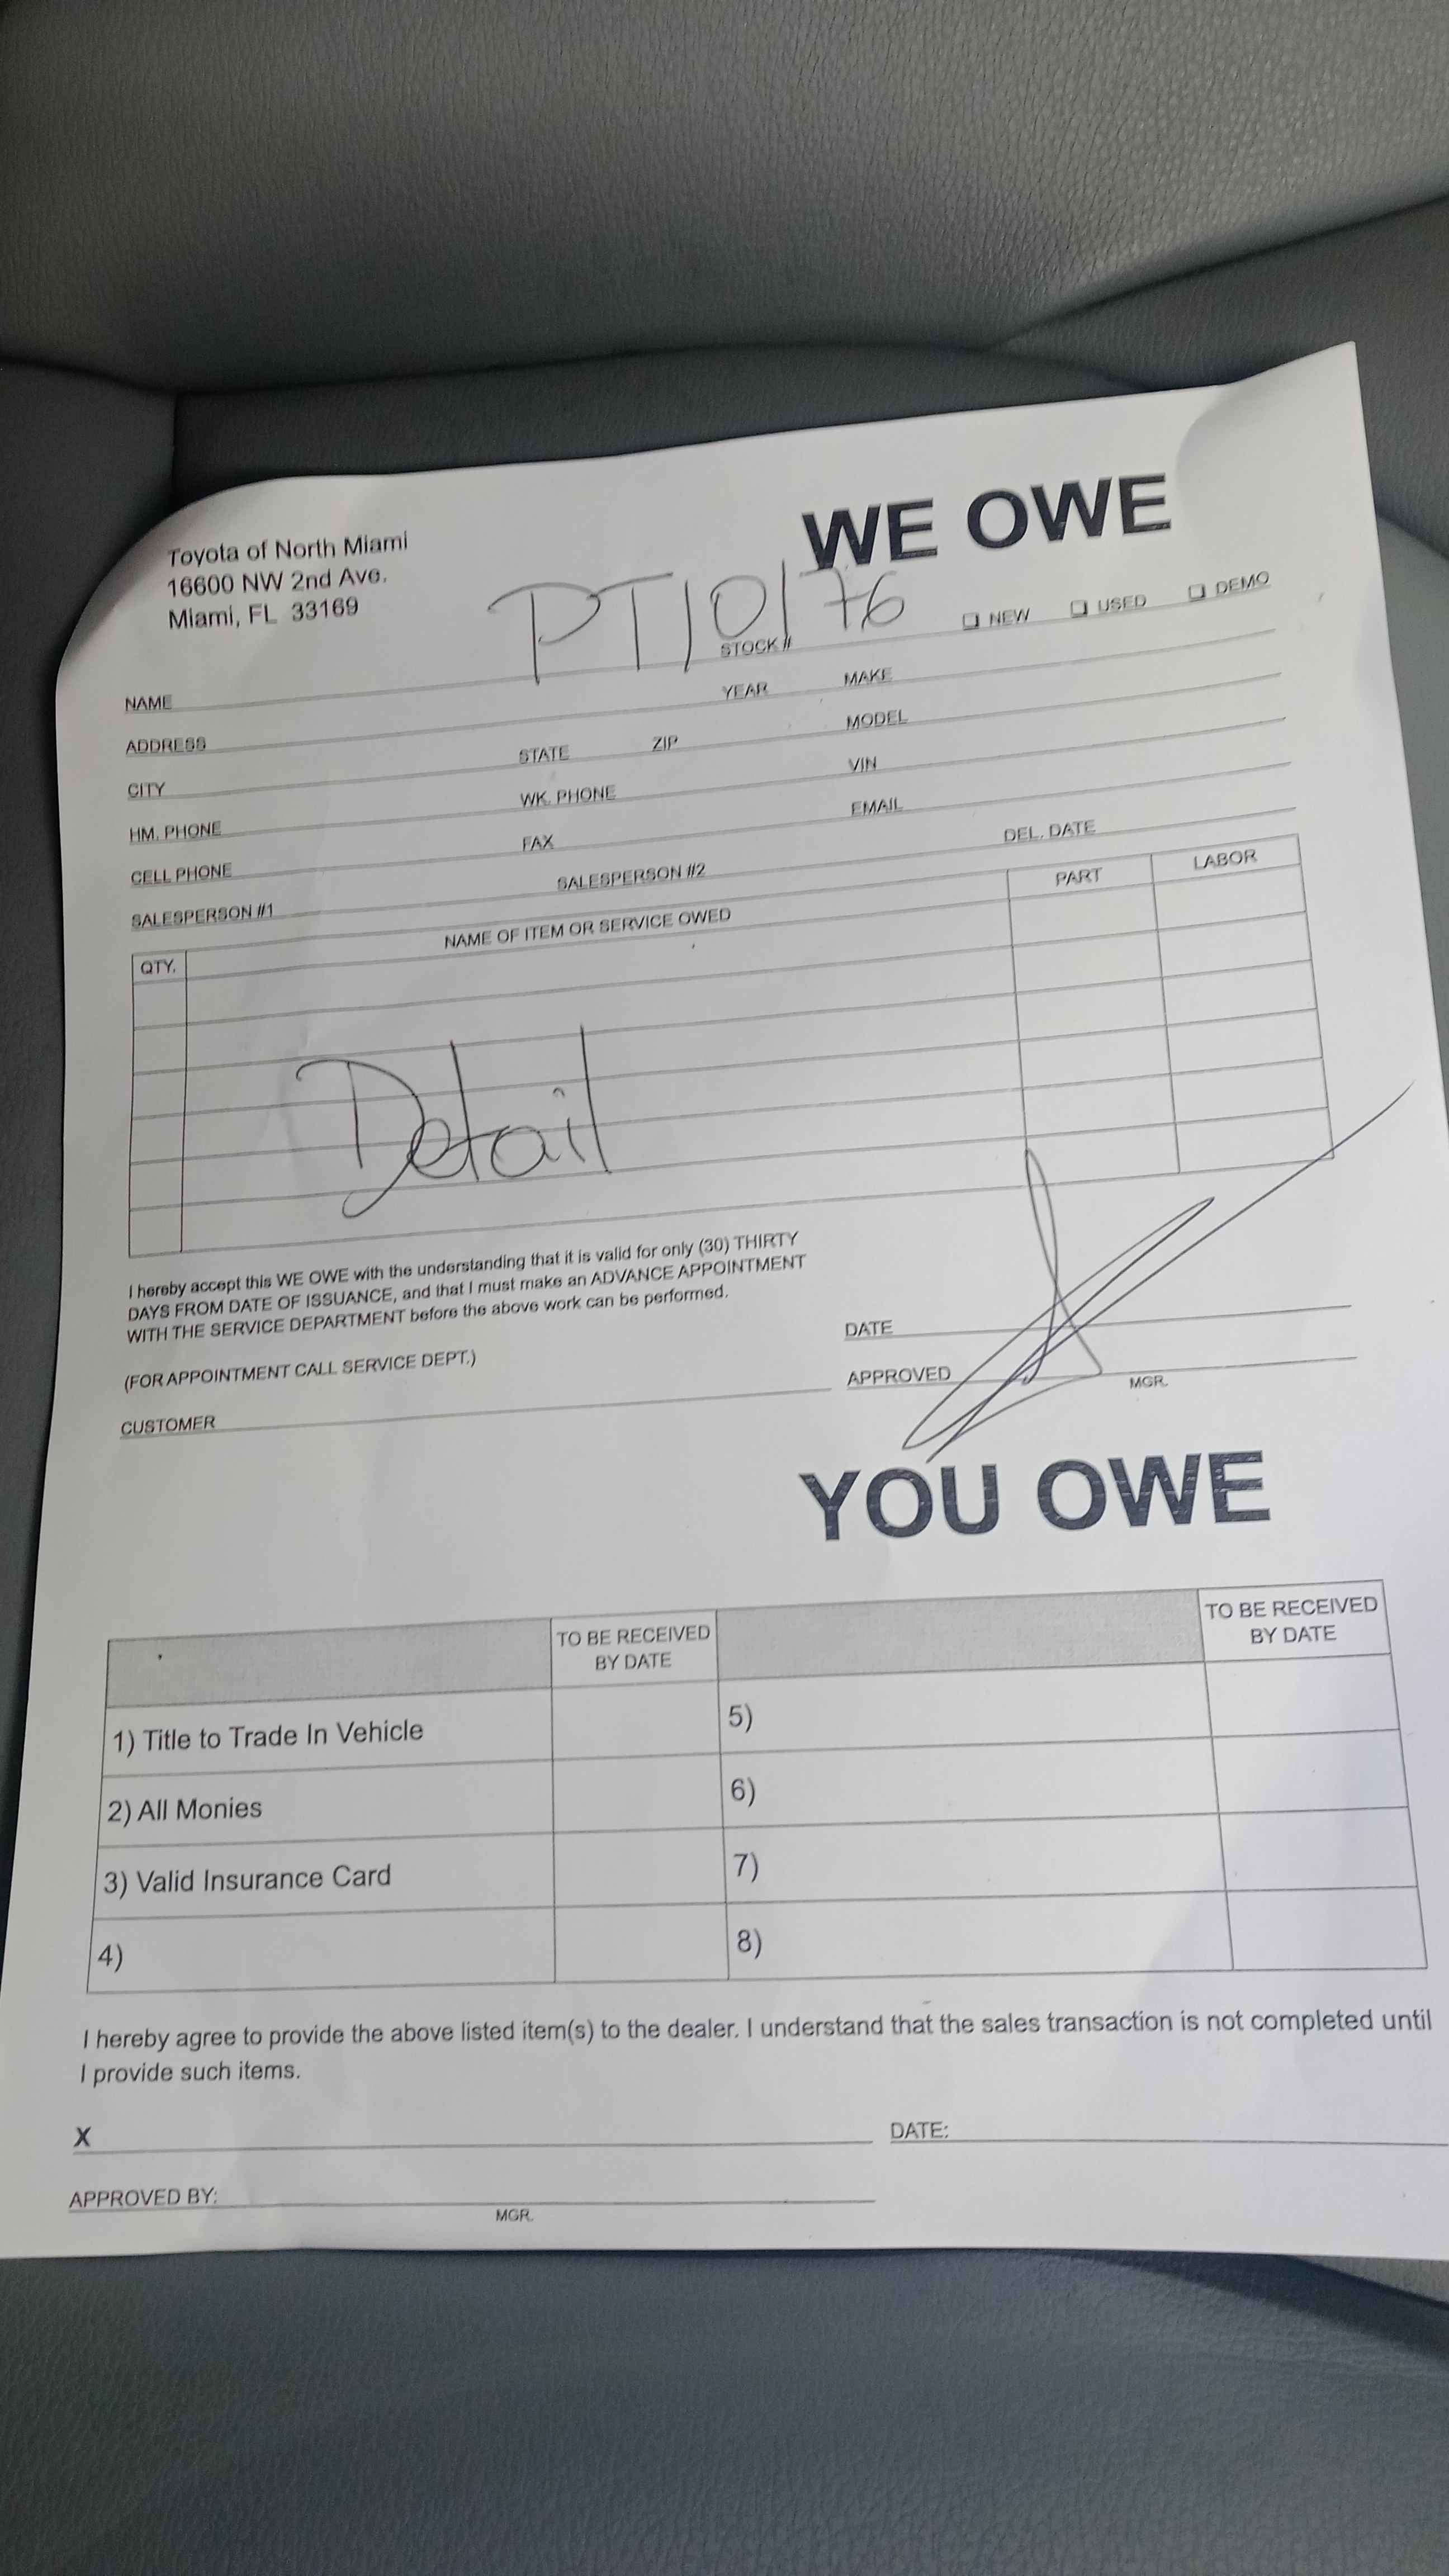 WE OWE
Toyota of North Miami
16600 NW 2nd Ave.
Miami, FL 33169
PT10176
STOCK # ❑ NEW ❑ USED ❑ DEMO
NAME
YEAR MAKE
ADDRESS
STATE ZIP MODEL
CITY
WK. PHONE VIN
HM. PHONE
FAX EMAIL
CELL PHONE
SALESPERSON #2 DEL. DATE
SALESPERSON #1
QTY. NAME OF ITEM OR SERVICE OWED PART LABOR
Detail
I hereby accept this WE OWE with the understanding that it is valid for only (30) THIRTY
DAYS FROM DATE OF ISSUANCE, and that I must make an ADVANCE APPOINTMENT
WITH THE SERVICE DEPARTMENT before the above work can be performed.
DATE
(FOR APPOINTMENT CALL SERVICE DEPT.)
APPROVED
MGR.
CUSTOMER
YOU OWE
TO BE RECEIVED
BY DATE
TO BE RECEIVED
BY DATE
1) Title to Trade In Vehicle 5)
2) All Monies 6)
3) Valid Insurance Card 7)
4) 8)
I hereby agree to provide the above listed item(s) to the dealer. I understand that the sales transaction is not completed until
I provide such items.
X DATE:
APPROVED BY:
MGR.